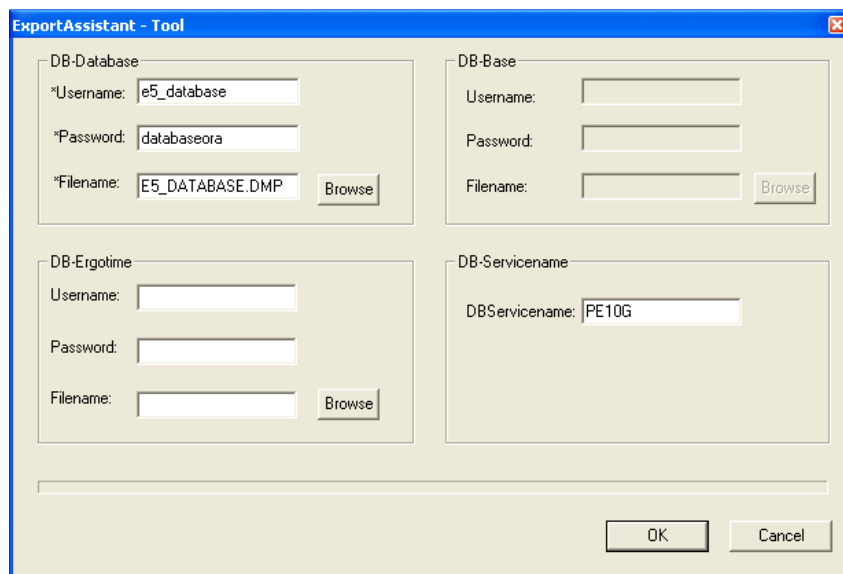 ExportAssistant - Tool
DB-Database
*Username: e5_database
*Password: databaseora
*Filename: E5_DATABASE.DMP Browse
DB-Base
Username:
Password:
Filename: Browse
DB-Ergotime
Username:
Password:
Filename: Browse
DB-Servicename
DBServicename: PE10G
OK Cancel